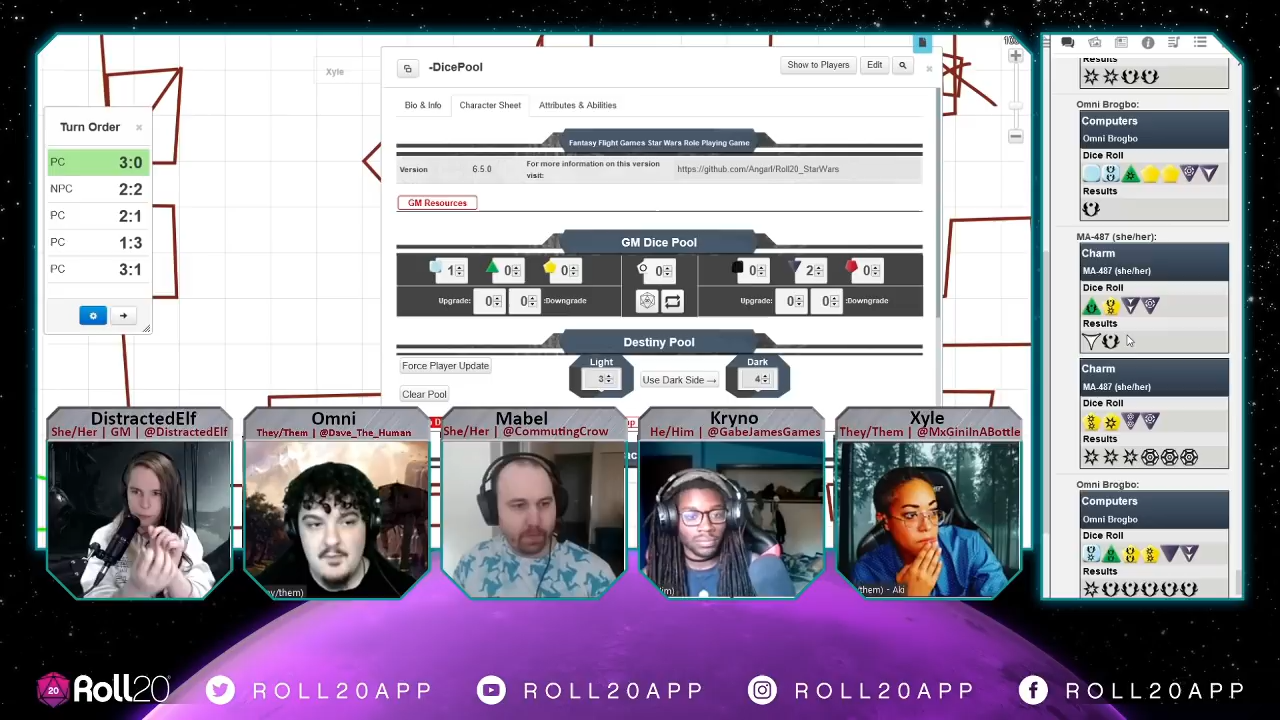 Xyle
Turn Order
PC 3:0
NPC 2:2
PC 2:1
PC 1:3
PC 3:1
-DicePool
Show to Players
Edit
Bio & Info
Character Sheet
Attributes & Abilities
Fantasy Flight Games Star Wars Role Playing Game
Version 6.5.0 For more information on this version visit: https://github.com/Angarl/Roll20_StarWars
GM Resources
GM Dice Pool
1 0 0 0 0 2 0
Upgrade: 0 0 :Downgrade
Upgrade: 0 0 :Downgrade
Destiny Pool
Force Player Update
Clear Pool
Light
3
Use Dark Side →
Dark
4
Results
Omni Brogbo:
Computers
Omni Brogbo
Dice Roll
Results
MA-487 (she/her):
Charm
MA-487 (she/her)
Dice Roll
Results
Charm
MA-487 (she/her)
Dice Roll
Results
Omni Brogbo:
Computers
Omni Brogbo
Dice Roll
Results
DistractedElf
She/Her | GM | @DistractedElf
Omni
They/Them | @Dave_The_Human
Mabel
She/Her | @CommutingCrow
Kryno
He/Him | @GabeJamesGames
Xyle
They/Them | @MxGiniInABottle
y/them)
/them) - Aki
20
Roll20
ROLL20APP
ROLL20APP
ROLL20APP
ROLL20APP